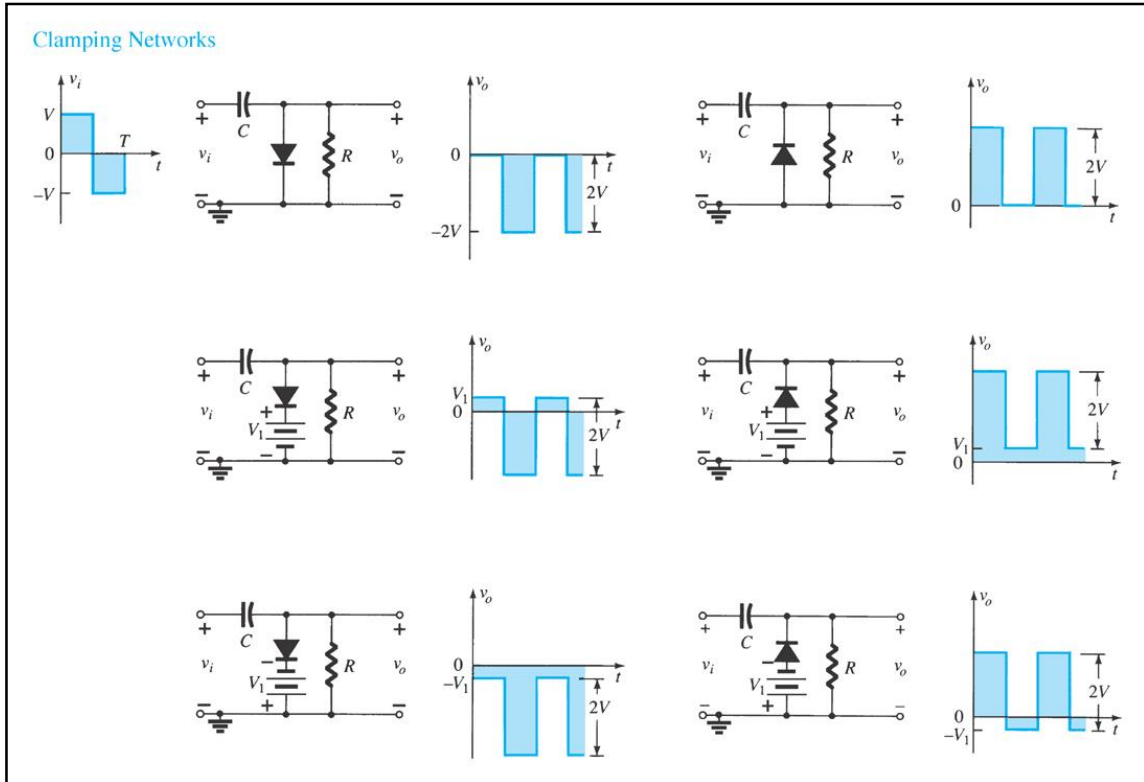 Clamping Networks
v_i
V
T
0
t
−V
+
C
+
v_i
R
v_o
−
−
v_o
0
t
2V
−2V
+
C
+
v_i
R
v_o
−
−
v_o
2V
0
t
+
C
+
v_i
+
V_1
R
v_o
−
−
−
v_o
V_1
0
t
2V
+
C
+
v_i
+
V_1
R
v_o
−
−
−
v_o
2V
V_1
0
t
+
C
+
v_i
−
V_1
R
v_o
−
+
−
v_o
0
t
−V_1
2V
+
C
+
v_i
−
V_1
R
v_o
−
+
−
v_o
2V
0
t
−V_1